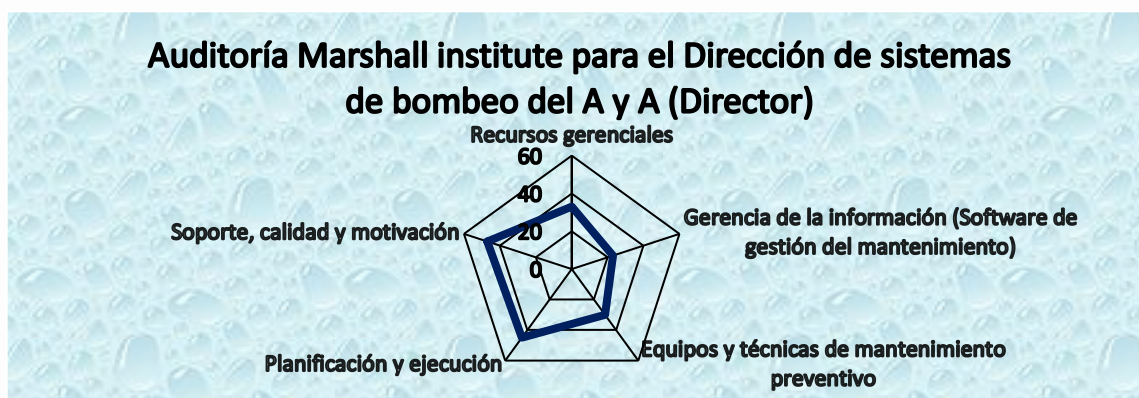 Auditoría Marshall institute para el Dirección de sistemas
de bombeo del A y A (Director)
Recursos gerenciales
60
40
20
0
Gerencia de la información (Software de
gestión del mantenimiento)
Soporte, calidad y motivación
Equipos y técnicas de mantenimiento
preventivo
Planificación y ejecución